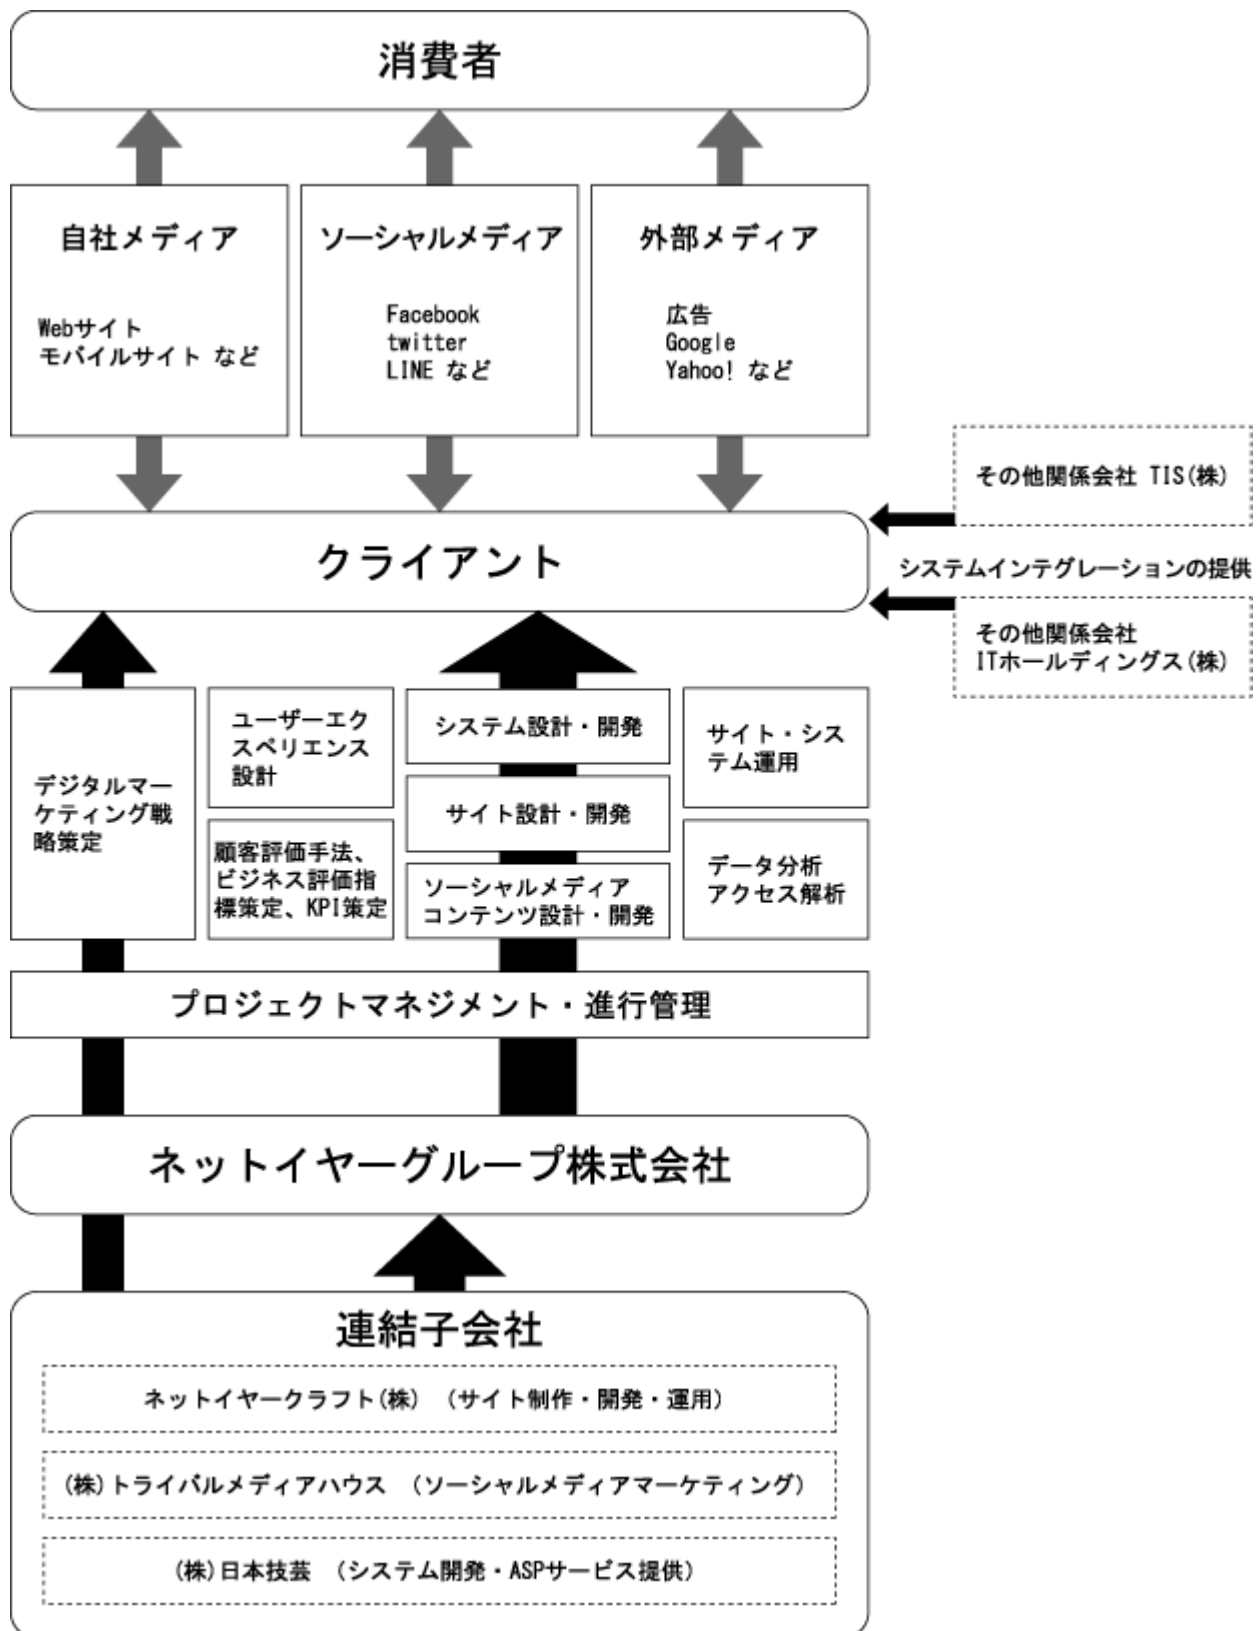 消費者
自社メディア
Webサイト
モバイルサイト など
ソーシャルメディア
Facebook
twitter
LINE など
外部メディア
広告
Google
Yahoo! など
その他関係会社 TIS(株)
クライアント
システムインテグレーションの提供
その他関係会社
ITホールディングス(株)
デジタルマー
ケティング戦
略策定
ユーザーエク
スペリエンス
設計
顧客評価手法、
ビジネス評価指
標策定、KPI策定
システム設計・開発
サイト設計・開発
ソーシャルメディア
コンテンツ設計・開発
サイト・シス
テム運用
データ分析
アクセス解析
プロジェクトマネジメント・進行管理
ネットイヤーグループ株式会社
連結子会社
ネットイヤークラフト(株) (サイト制作・開発・運用)
(株)トライバルメディアハウス (ソーシャルメディアマーケティング)
(株)日本技芸 (システム開発・ASPサービス提供)